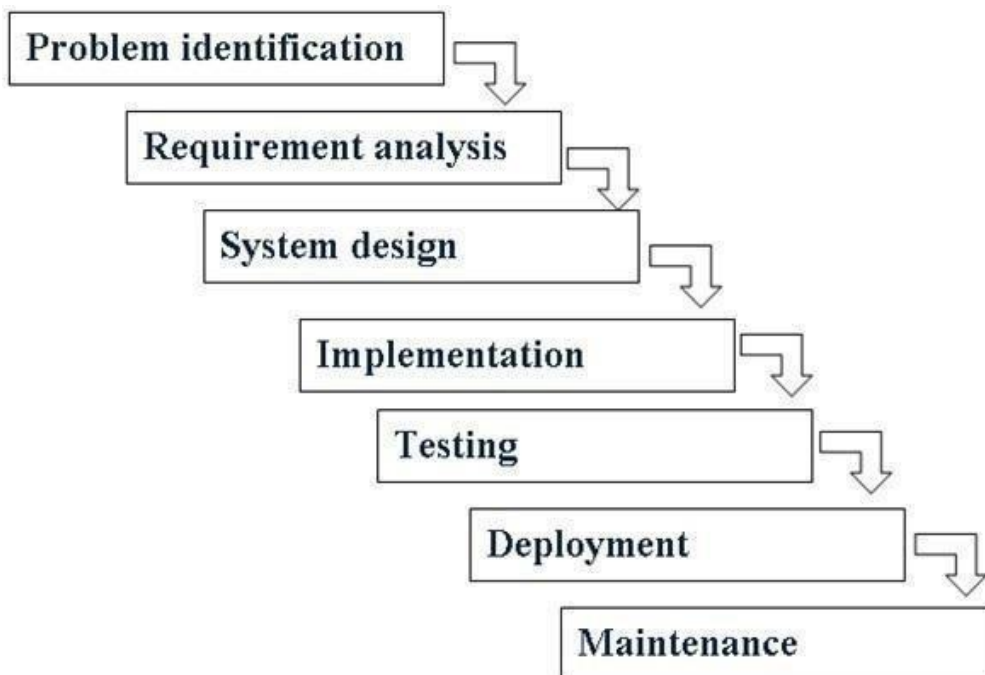 Problem identification
Requirement analysis
System design
Implementation
Testing
Deployment
Maintenance